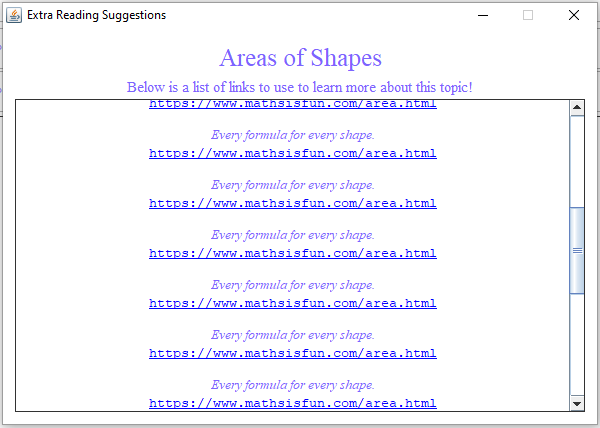 Extra Reading Suggestions
Areas of Shapes
Below is a list of links to use to learn more about this topic!
https://www.mathsisfun.com/area.html
Every formula for every shape.
https://www.mathsisfun.com/area.html
Every formula for every shape.
https://www.mathsisfun.com/area.html
Every formula for every shape.
https://www.mathsisfun.com/area.html
Every formula for every shape.
https://www.mathsisfun.com/area.html
Every formula for every shape.
https://www.mathsisfun.com/area.html
Every formula for every shape.
https://www.mathsisfun.com/area.html